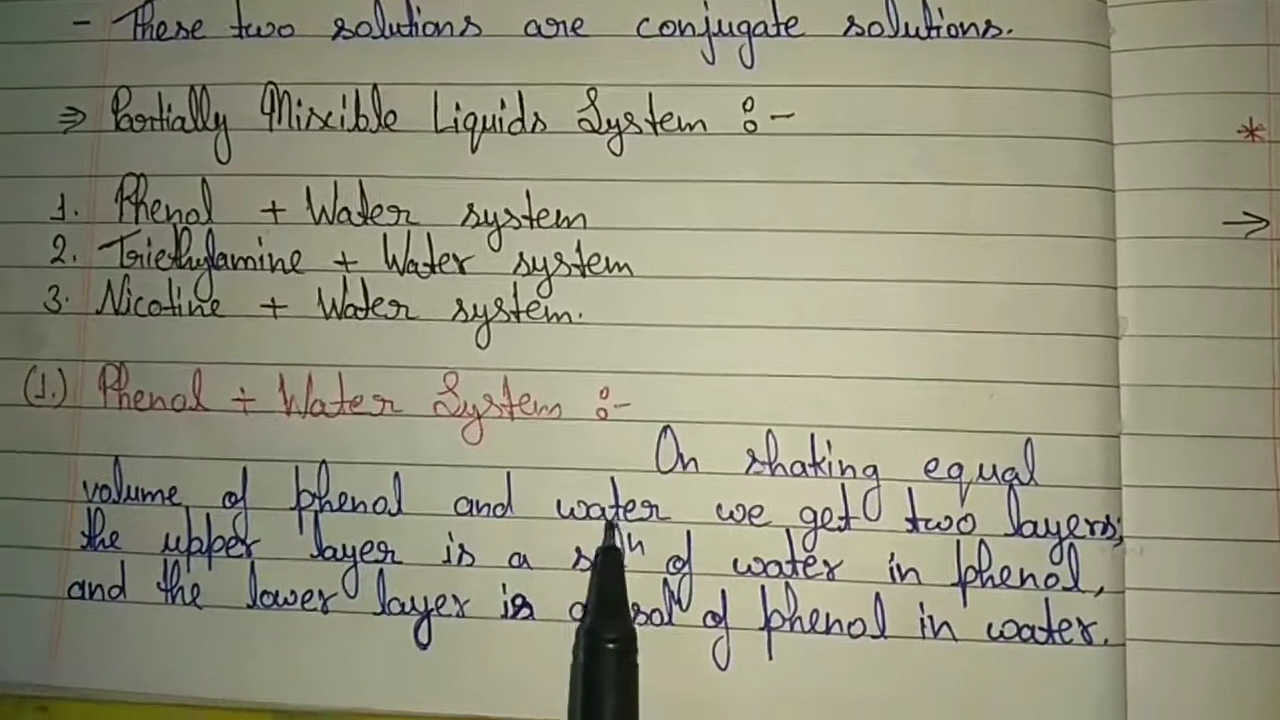 - These two solutions are conjugate solutions.
⇒ Partially Miscible Liquids System :-
*
1. Phenol + Water system
→
2. Triethylamine + Water system
3. Nicotine + Water system.
(1.) Phenol + Water System :-
On shaking equal
volume of phenol and water we get two layers;
the upper layer is a soln of water in phenol,
and the lower layer is a soln of phenol in water.